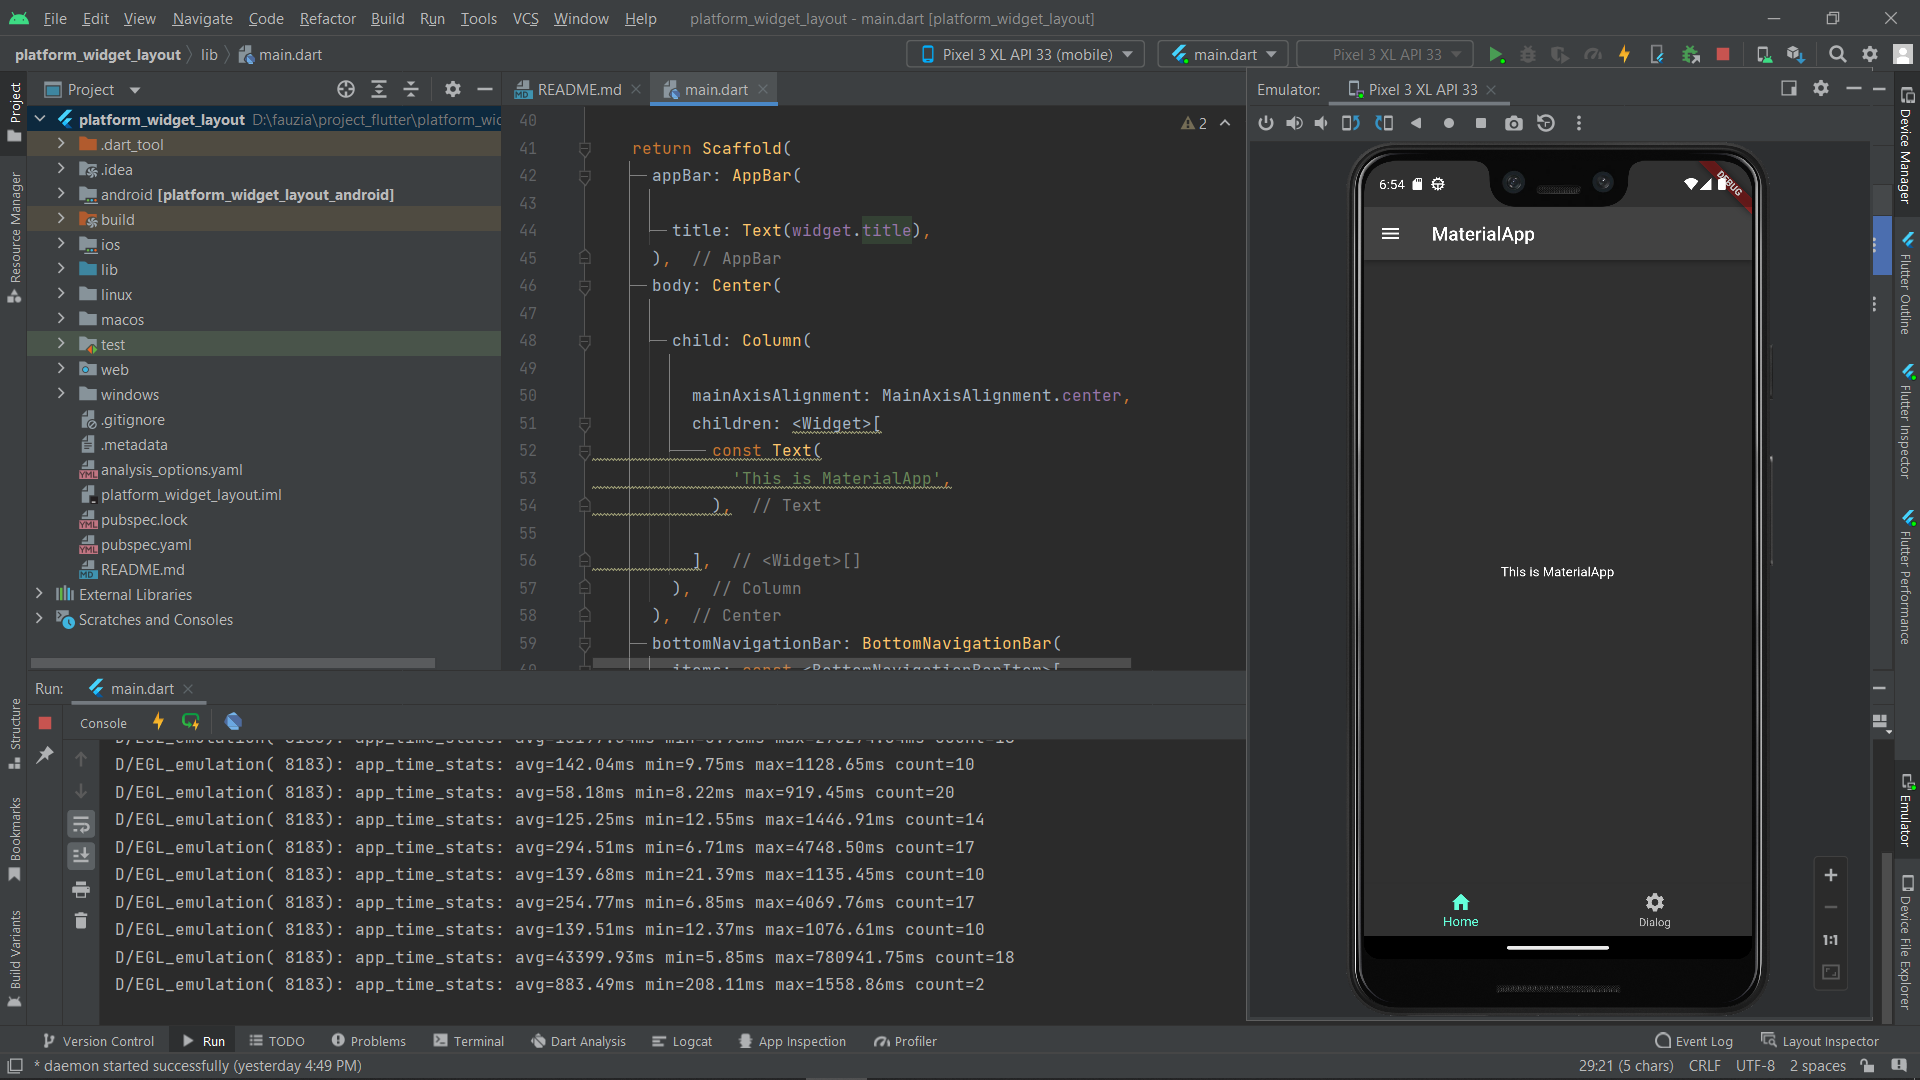 File Edit View Navigate Code Refactor Build Run Tools VCS Window Help platform_widget_layout - main.dart [platform_widget_layout]
platform_widget_layout lib main.dart Pixel 3 XL API 33 (mobile) main.dart Pixel 3 XL API 33
Project
README.md main.dart
Emulator: Pixel 3 XL API 33
platform_widget_layout D:\fauzia\project_flutter\platform_wid
.dart_tool
.idea
android [platform_widget_layout_android]
build
ios
lib
linux
macos
test
web
windows
.gitignore
.metadata
analysis_options.yaml
platform_widget_layout.iml
pubspec.lock
pubspec.yaml
README.md
External Libraries
Scratches and Consoles
2
40
41 return Scaffold(
42 appBar: AppBar(
43
44 title: Text(widget.title),
45 ), // AppBar
46 body: Center(
47
48 child: Column(
49
50 mainAxisAlignment: MainAxisAlignment.center,
51 children: <Widget>[
52 const Text(
53 'This is MaterialApp',
54 ), // Text
55
56 ], // <Widget>[]
57 ), // Column
58 ), // Center
59 bottomNavigationBar: BottomNavigationBar(
60 items: const <BottomNavigationBarItem>[
6:54
DEBUG
MaterialApp
This is MaterialApp
Home Dialog
1:1
Run: main.dart
Console
D/EGL_emulation( 8183): app_time_stats: avg=142.04ms min=9.75ms max=1128.65ms count=10
D/EGL_emulation( 8183): app_time_stats: avg=58.18ms min=8.22ms max=919.45ms count=20
D/EGL_emulation( 8183): app_time_stats: avg=125.25ms min=12.55ms max=1446.91ms count=14
D/EGL_emulation( 8183): app_time_stats: avg=294.51ms min=6.71ms max=4748.50ms count=17
D/EGL_emulation( 8183): app_time_stats: avg=139.68ms min=21.39ms max=1135.45ms count=10
D/EGL_emulation( 8183): app_time_stats: avg=254.77ms min=6.85ms max=4069.76ms count=17
D/EGL_emulation( 8183): app_time_stats: avg=139.51ms min=12.37ms max=1076.61ms count=10
D/EGL_emulation( 8183): app_time_stats: avg=43399.93ms min=5.85ms max=780941.75ms count=18
D/EGL_emulation( 8183): app_time_stats: avg=883.49ms min=208.11ms max=1558.86ms count=2
Project
Resource Manager
Structure
Bookmarks
Build Variants
Device Manager
Flutter Outline
Flutter Inspector
Flutter Performance
Emulator
Device File Explorer
Version Control Run TODO Problems Terminal Dart Analysis Logcat App Inspection Profiler Event Log Layout Inspector
* daemon started successfully (yesterday 4:49 PM) 29:21 (5 chars) CRLF UTF-8 2 spaces